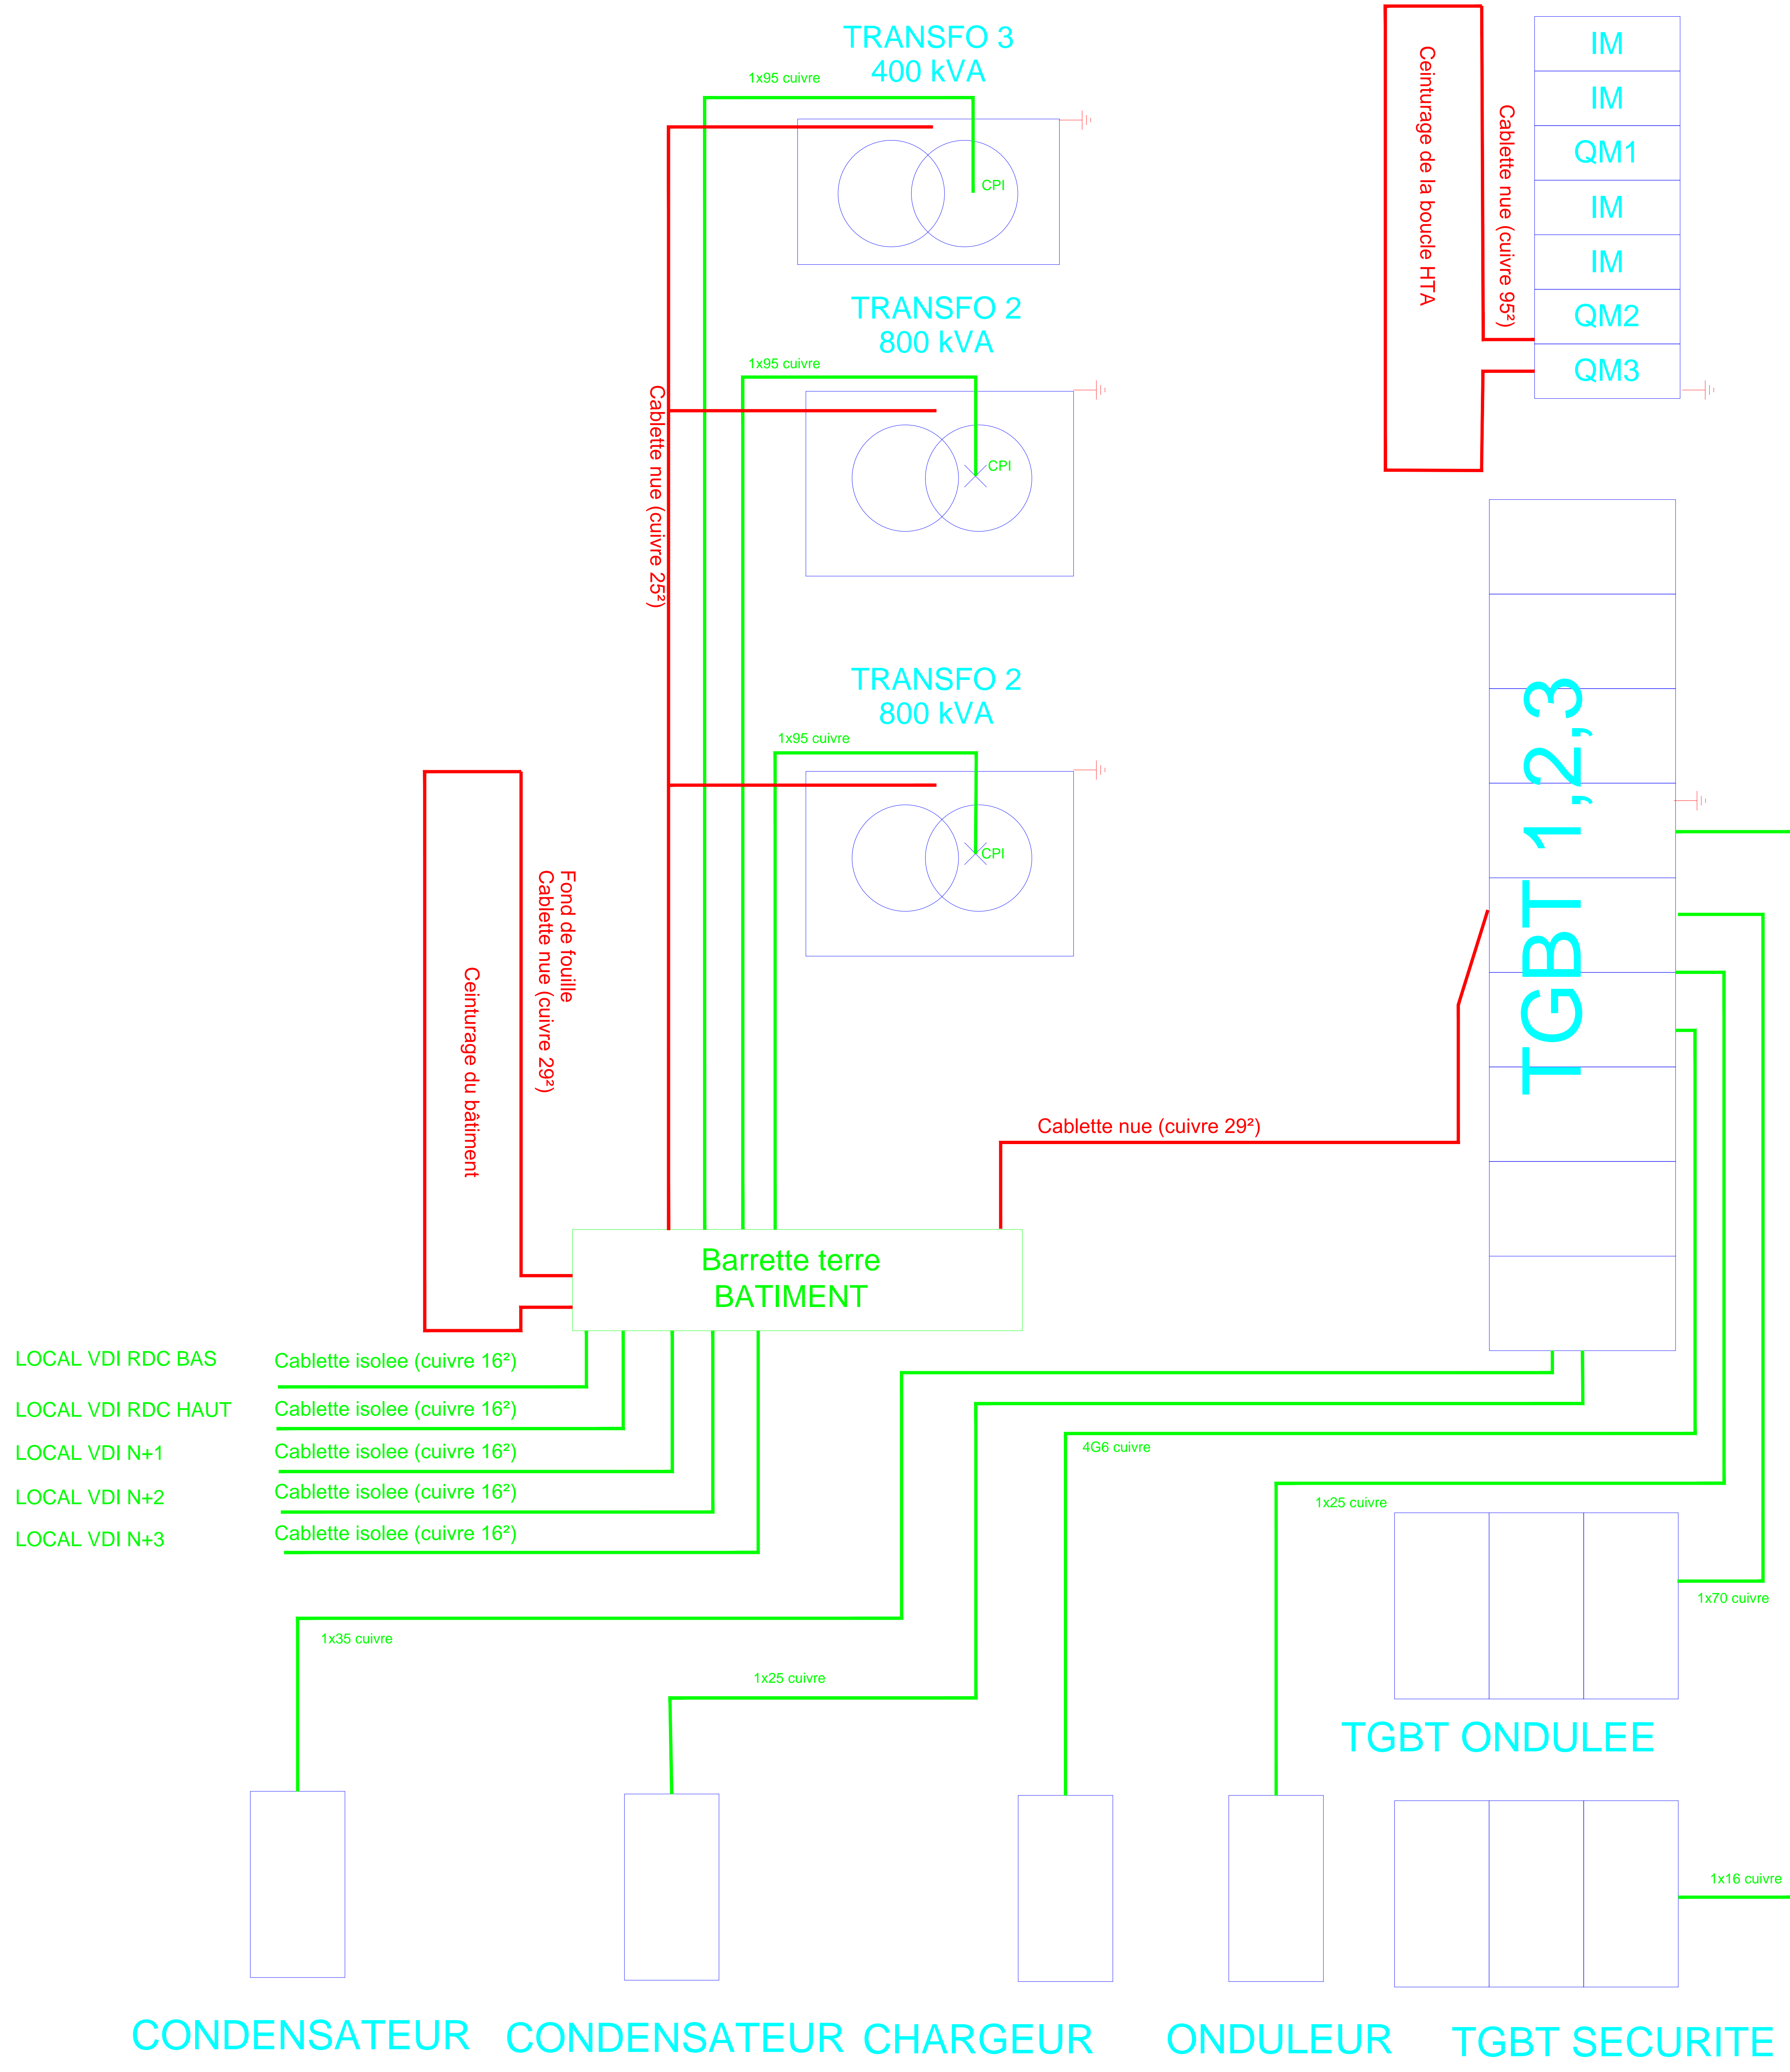 TRANSFO 3
400 kVA
1x95 cuivre
CPI
TRANSFO 2
800 kVA
1x95 cuivre
CPI
Cablette nue (cuivre 25²)
TRANSFO 2
800 kVA
1x95 cuivre
CPI
Ceinturage de la boucle HTA
Cablette nue (cuivre 95²)
IM
IM
QM1
IM
IM
QM2
QM3
TGBT 1,2,3
Fond de fouille
Cablette nue (cuivre 29²)
Ceinturage du bâtiment
Cablette nue (cuivre 29²)
Barrette terre
BATIMENT
LOCAL VDI RDC BAS
Cablette isolee (cuivre 16²)
LOCAL VDI RDC HAUT
Cablette isolee (cuivre 16²)
LOCAL VDI N+1
Cablette isolee (cuivre 16²)
LOCAL VDI N+2
Cablette isolee (cuivre 16²)
LOCAL VDI N+3
Cablette isolee (cuivre 16²)
4G6 cuivre
1x25 cuivre
1x70 cuivre
1x35 cuivre
1x25 cuivre
TGBT ONDULEE
1x16 cuivre
CONDENSATEUR
CONDENSATEUR
CHARGEUR
ONDULEUR
TGBT SECURITE